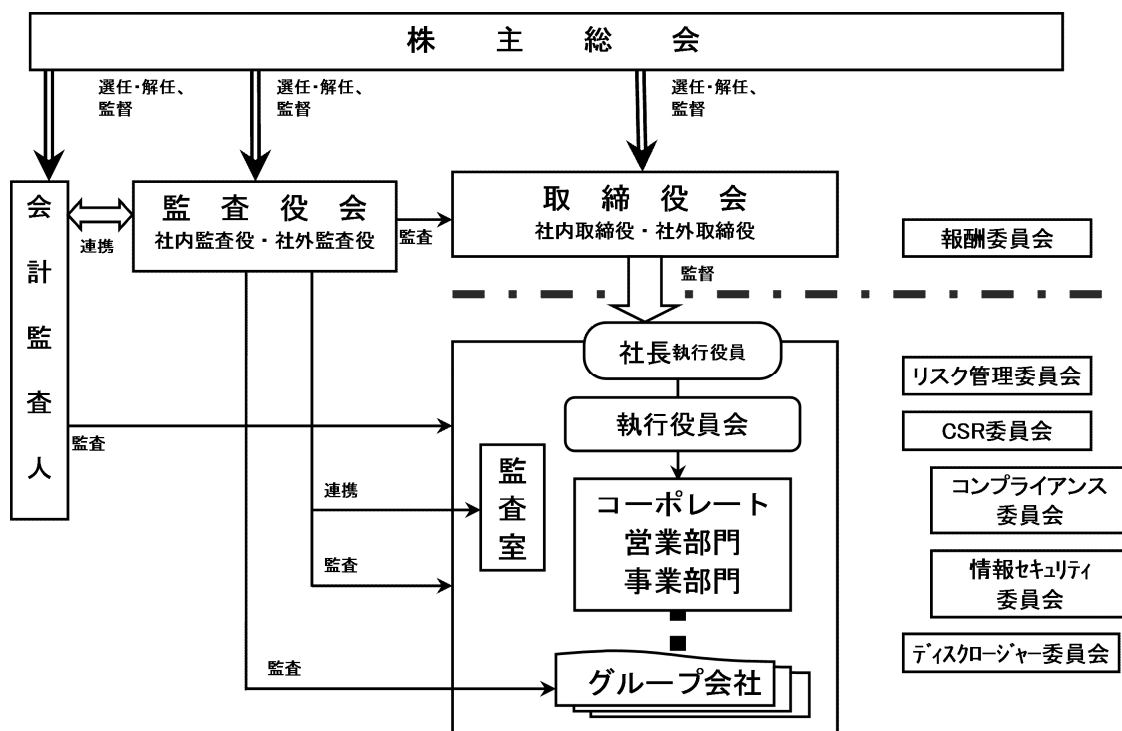 株主総会
選任・解任、
監督
選任・解任、
監督
選任・解任、
監督
会計監査人
連携
監査役会
社内監査役・社外監査役
監査
取締役会
社内取締役・社外取締役
報酬委員会
監督
社長執行役員
リスク管理委員会
執行役員会
CSR委員会
監査
監査室
連携
コーポレート
営業部門
事業部門
コンプライアンス
委員会
監査
情報セキュリティ
委員会
ディスクロージャー委員会
監査
グループ会社